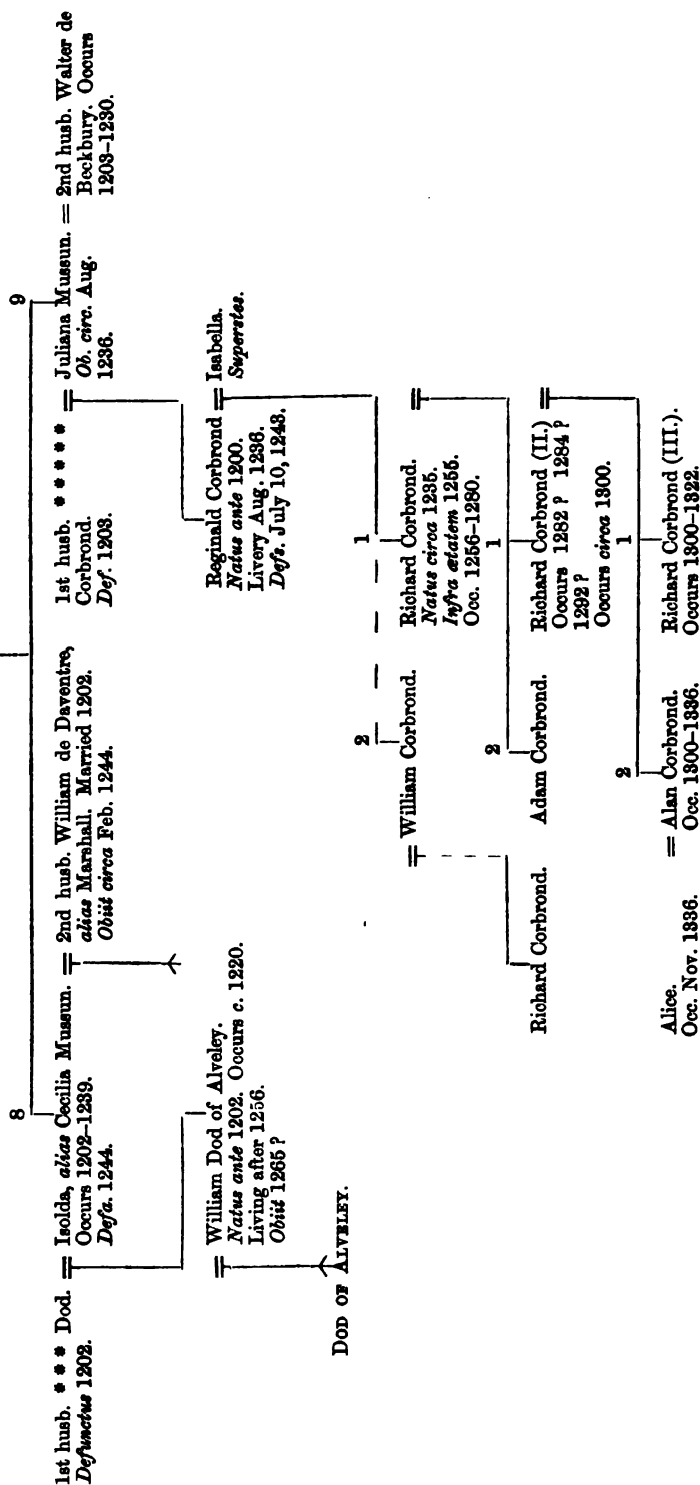 8
9
1st husb. * * * Dod.
Defunctus 1202.
= Isolda, alias Cecilia Mussun.
Occurs 1202–1239.
Defa. 1244.
= 2nd husb. William de Daventre,
alias Marshall. Married 1202.
Obiit circa Feb. 1244.
1st husb. * * * * *
Corbrond.
Def. 1203.
= Juliana Mussun.
Ob. circ. Aug.
1236.
= 2nd husb. Walter de
Beckbury. Occurs
1203–1230.
= William Dod of Alveley.
Natus ante 1202. Occurs c. 1220.
Living after 1256.
Obiit 1265 ?
Reginald Corbrond
Natus ante 1200.
Livery Aug. 1236.
Defs. July 10, 1243.
= Isabella.
Superstes.
DOD OF ALVELEY.
2
1
= William Corbrond.
Richard Corbrond. =
Natus circa 1235.
Infra ætatem 1255.
Occ. 1256–1280.
2
1
Richard Corbrond.
Adam Corbrond.
Richard Corbrond (II.) =
Occurs 1282 ? 1284 ?
1292 ?
Occurs circa 1300.
2
1
Alice.
Occ. Nov. 1336.
= Alan Corbrond.
Occ. 1300–1336.
Richard Corbrond (III.).
Occurs 1300–1322.